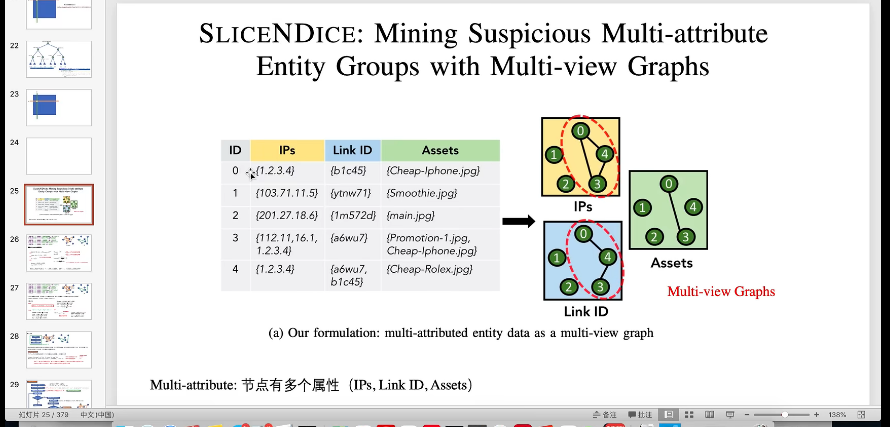 SLICENDICE: Mining Suspicious Multi-attribute
Entity Groups with Multi-view Graphs
ID IPs Link ID Assets
0 {1.2.3.4} {b1c45} {Cheap-Iphone.jpg}
1 {103.71.11.5} {ytnw71} {Smoothie.jpg}
2 {201.27.18.6} {1m572d} {main.jpg}
3 {112.11,16.1, {a6wu7} {Promotion-1.jpg,
1.2.3.4} Cheap-Iphone.jpg}
4 {1.2.3.4} {a6wu7, {Cheap-Rolex.jpg}
b1c45}
0
1 4
2 3
IPs
0
1 4
2 3
Assets
0
1 4
2 3
Link ID
Multi-view Graphs
(a) Our formulation: multi-attributed entity data as a multi-view graph
Multi-attribute: 节点有多个属性（IPs, Link ID, Assets）
22
23
24
25
26
27
28
29
幻灯片 25 / 379 中文(中国) 备注 批注 138%